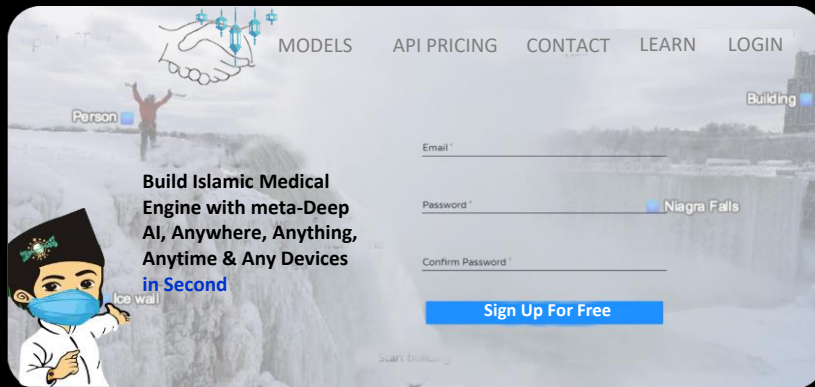 MODELS API PRICING CONTACT LEARN LOGIN
Building
Person
Email *
Build Islamic Medical
Engine with meta-Deep
AI, Anywhere, Anything,
Anytime & Any Devices
in Second
Password *
Niagra Falls
Confirm Password *
Ice wall
Sign Up For Free
Start building